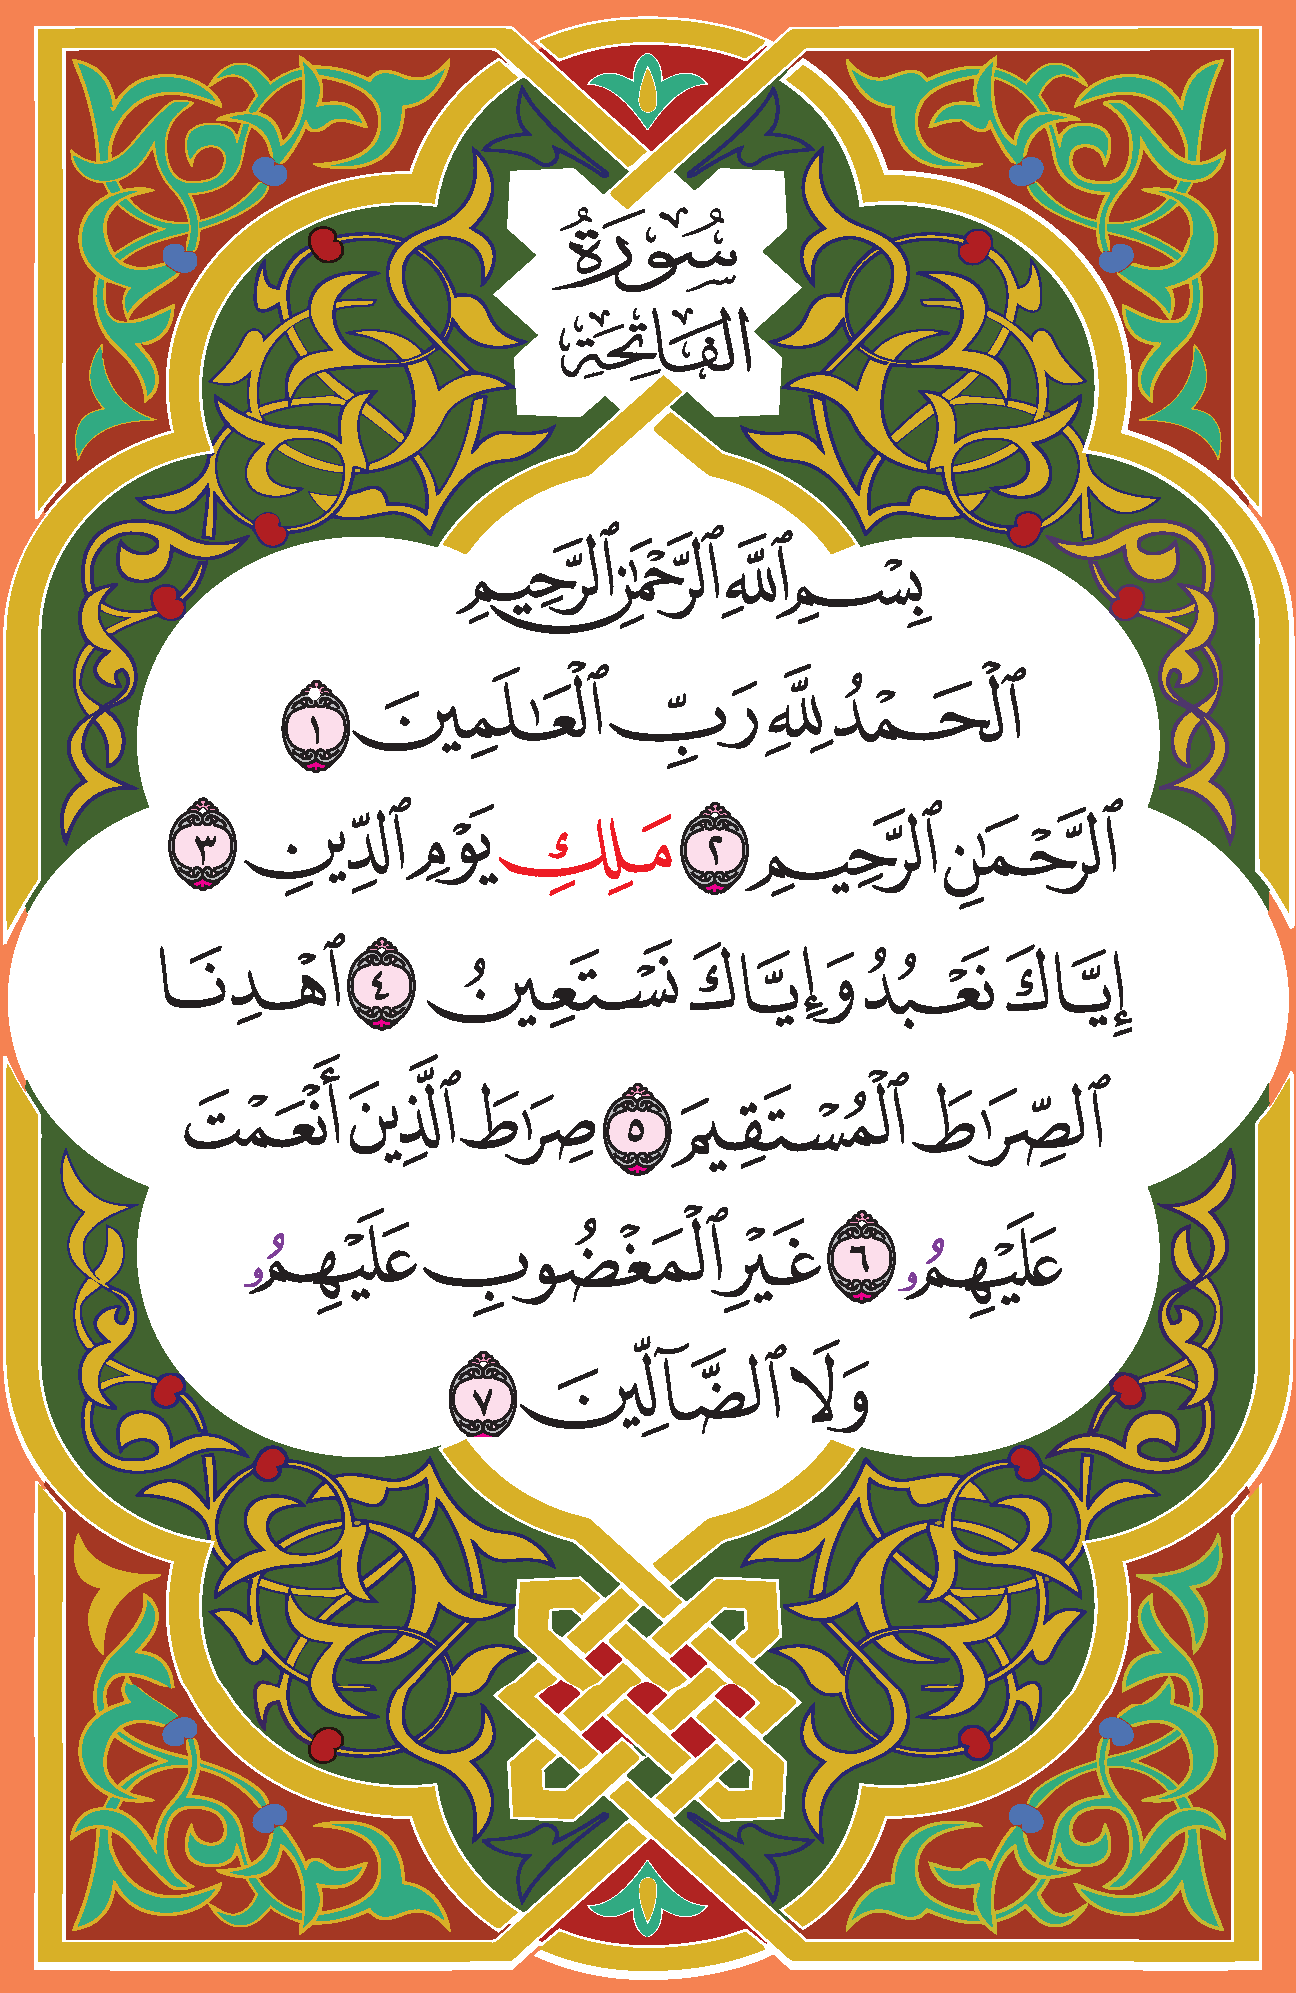 سُورَةُ
الفَاتِحَةِ
بِسْمِ ٱللَّهِ ٱلرَّحْمَٰنِ ٱلرَّحِيمِ
ٱلْحَمْدُ لِلَّهِ رَبِّ ٱلْعَٰلَمِينَ ١
ٱلرَّحْمَٰنِ ٱلرَّحِيمِ ٢ مَلِكِ يَوْمِ ٱلدِّينِ ٣
إِيَّاكَ نَعْبُدُ وَإِيَّاكَ نَسْتَعِينُ ٤ ٱهْدِنَا
ٱلصِّرَٰطَ ٱلْمُسْتَقِيمَ ٥ صِرَٰطَ ٱلَّذِينَ أَنْعَمْتَ
عَلَيْهِمُۥ ٦ غَيْرِ ٱلْمَغْضُوبِ عَلَيْهِمُۥ
وَلَا ٱلضَّآلِّينَ ٧